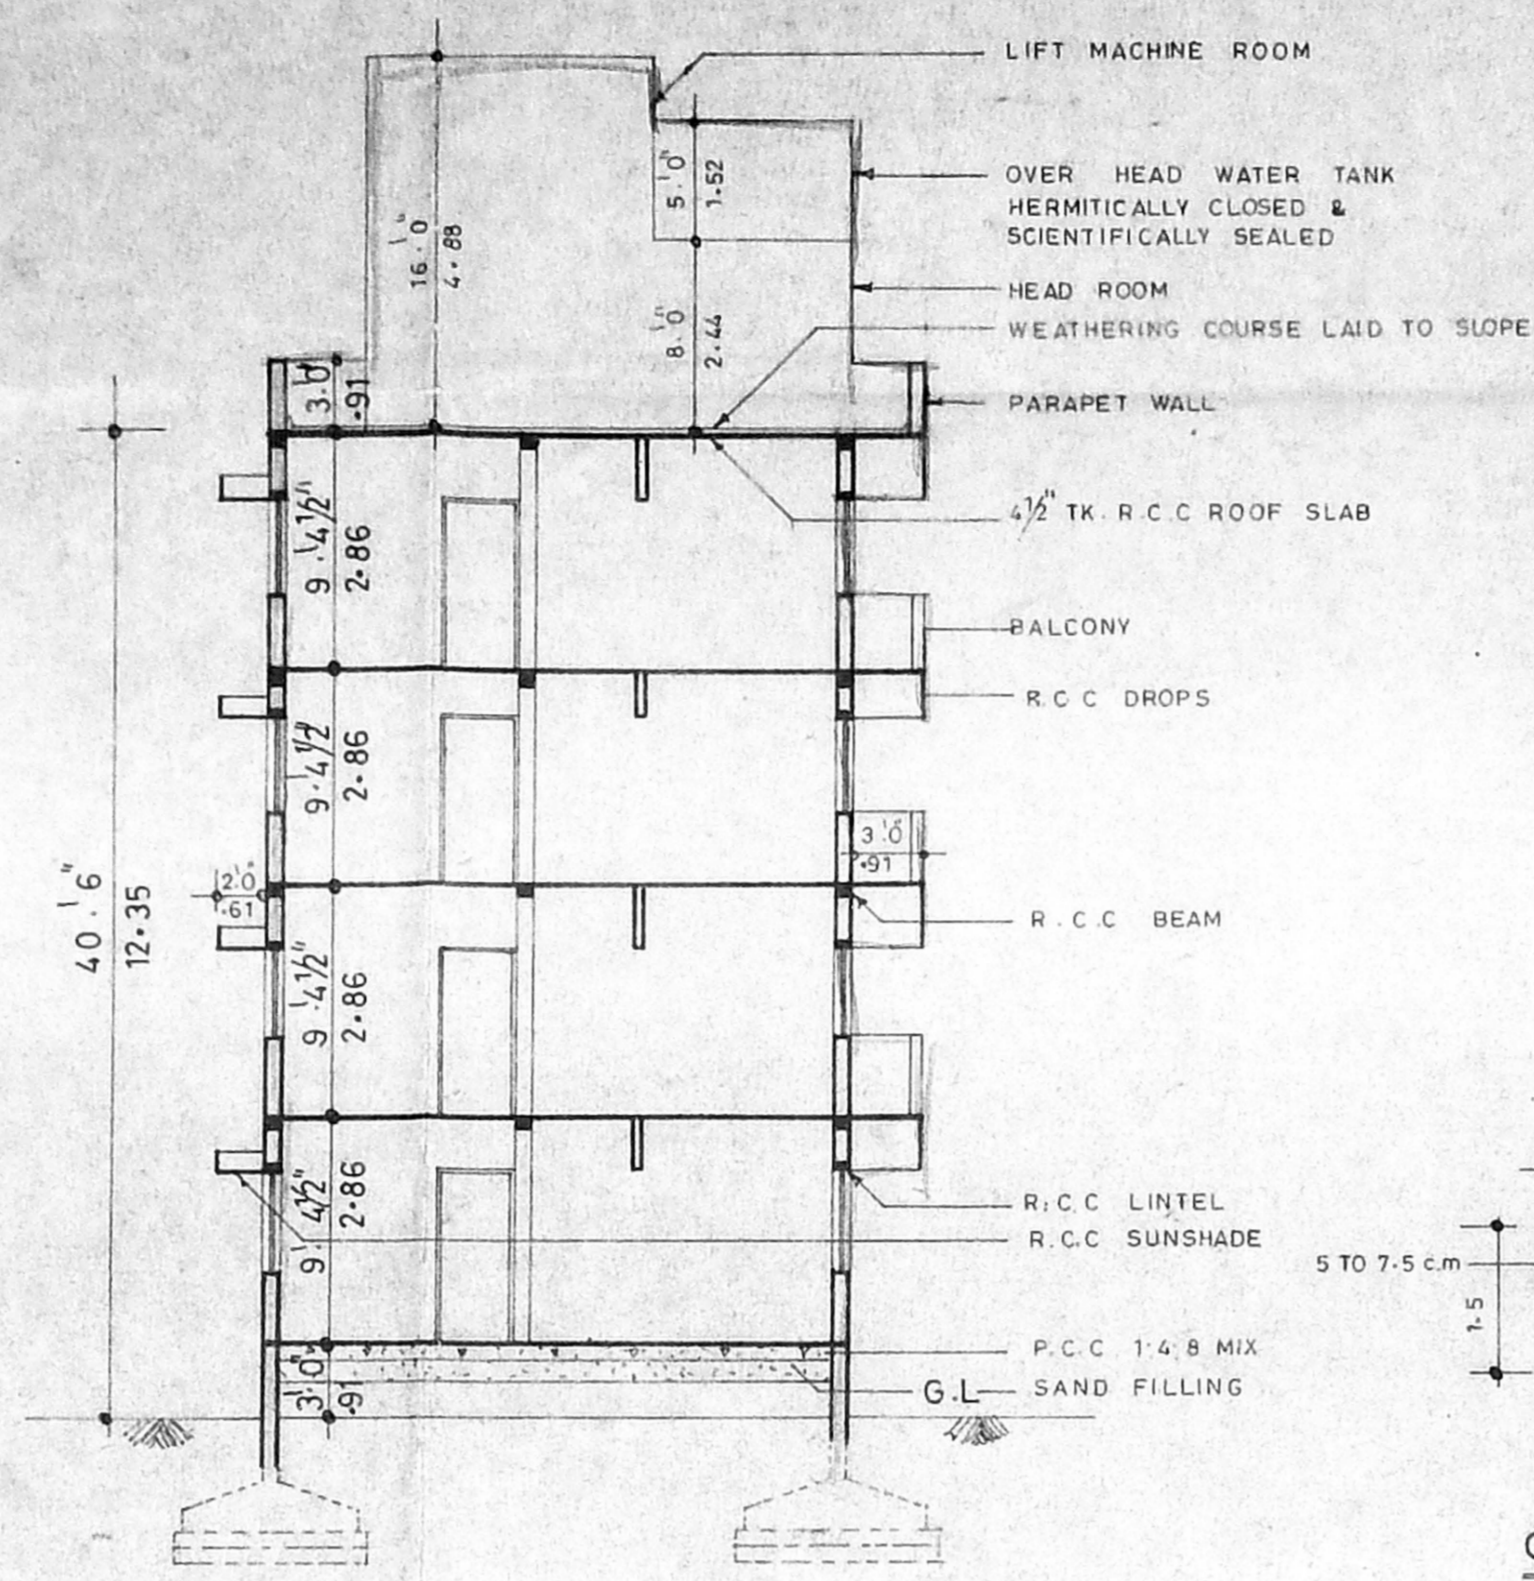 LIFT MACHINE ROOM
OVER HEAD WATER TANK
HERMITICALLY CLOSED &
SCIENTIFICALLY SEALED
HEAD ROOM
WEATHERING COURSE LAID TO SLOPE
PARAPET WALL
4½" TK. R.C.C ROOF SLAB
BALCONY
R.C.C DROPS
R.C.C BEAM
R.C.C LINTEL
R.C.C SUNSHADE
P.C.C 1:4:8 MIX
G.L
SAND FILLING
16'.0"
4.88
5'.0"
1.52
8'.0"
2.44
3'.0"
.91
9'.4½"
2.86
9'.4½"
2.86
3'.0"
.91
2'.0"
.61
40'.6"
12.35
9'.4½"
2.86
9'.4½"
2.86
3'.0"
.91
5 TO 7.5 c.m
1.5